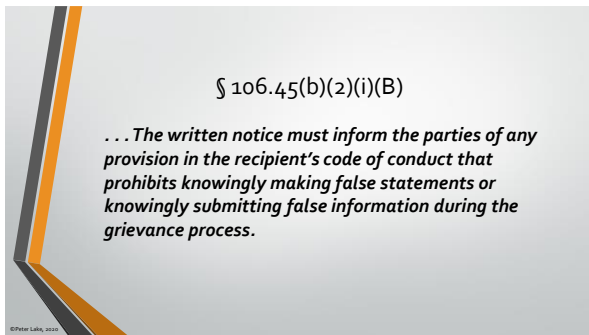 § 106.45(b)(2)(i)(B)
. . . The written notice must inform the parties of any
provision in the recipient's code of conduct that
prohibits knowingly making false statements or
knowingly submitting false information during the
grievance process.
©Peter Lake, 2020